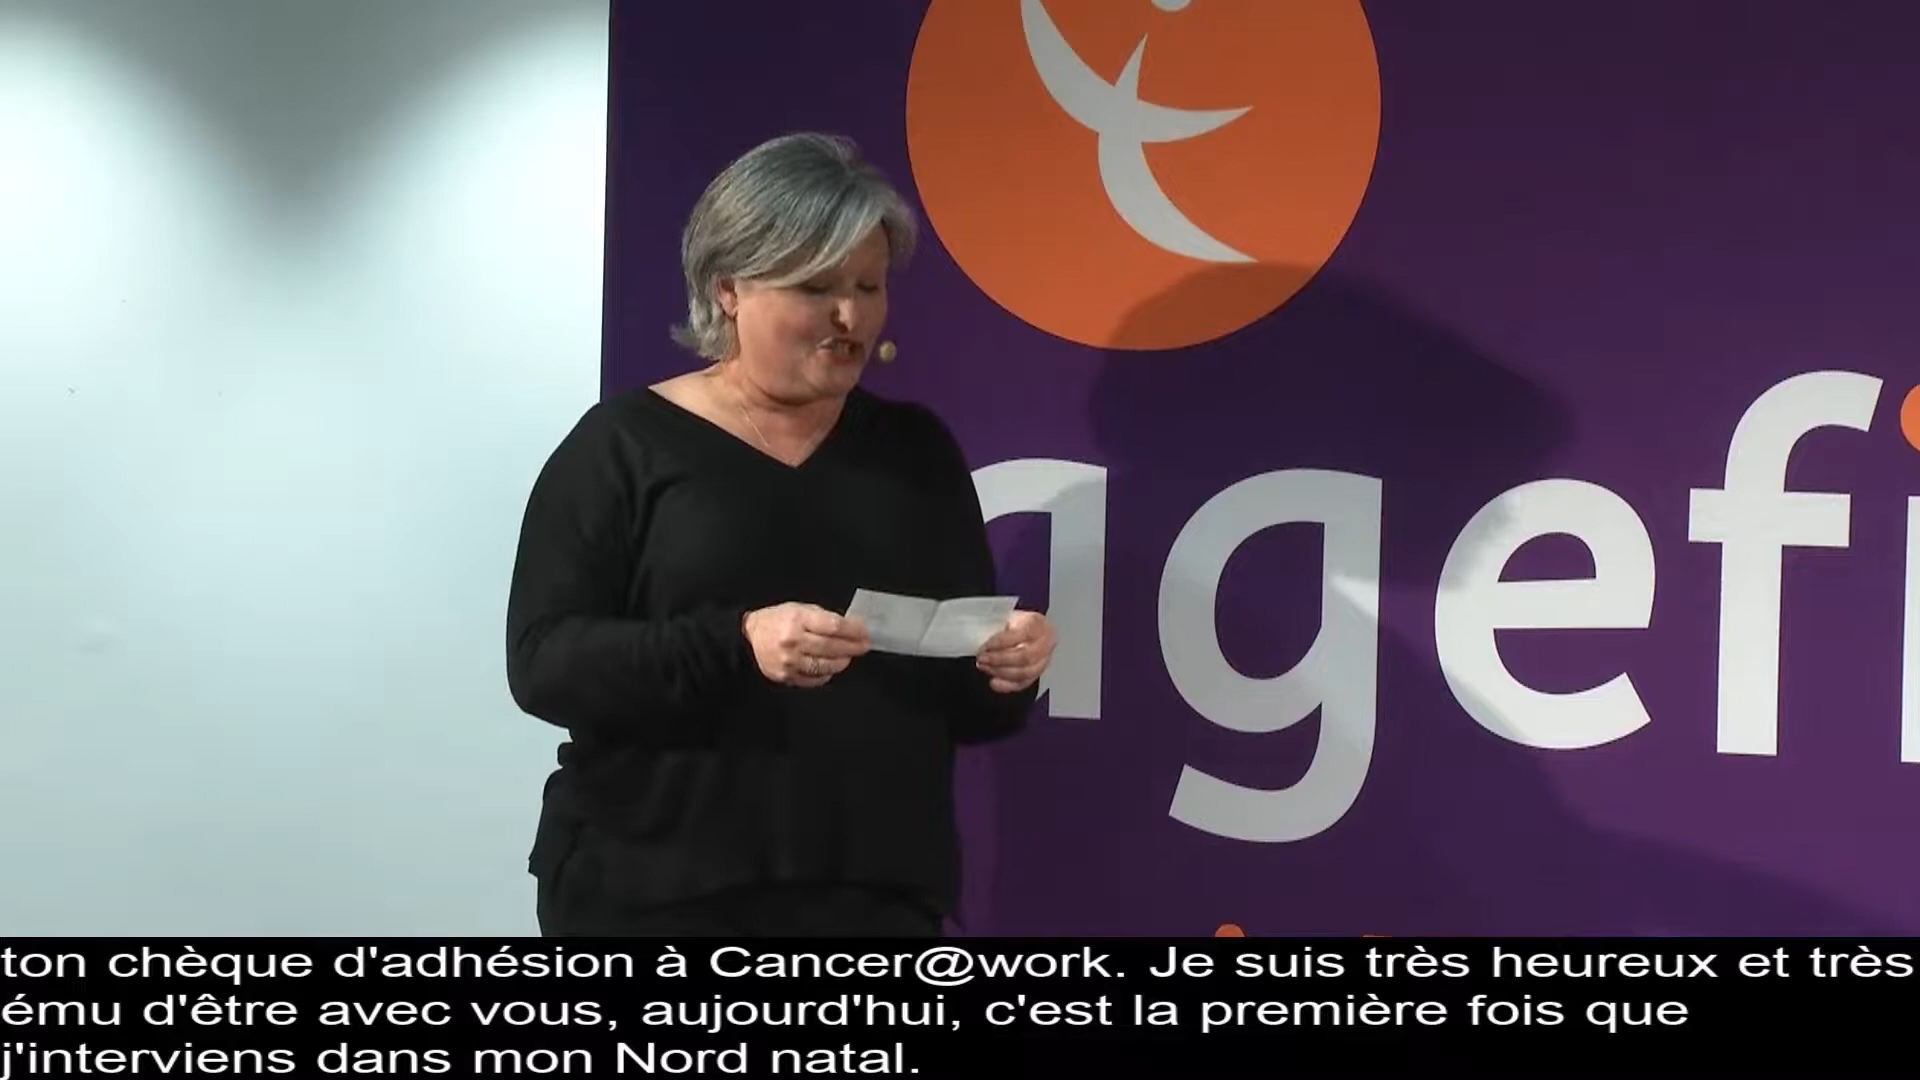 agefi
ton chèque d'adhésion à Cancer@work. Je suis très heureux et très
ému d'être avec vous, aujourd'hui, c'est la première fois que
j'interviens dans mon Nord natal.